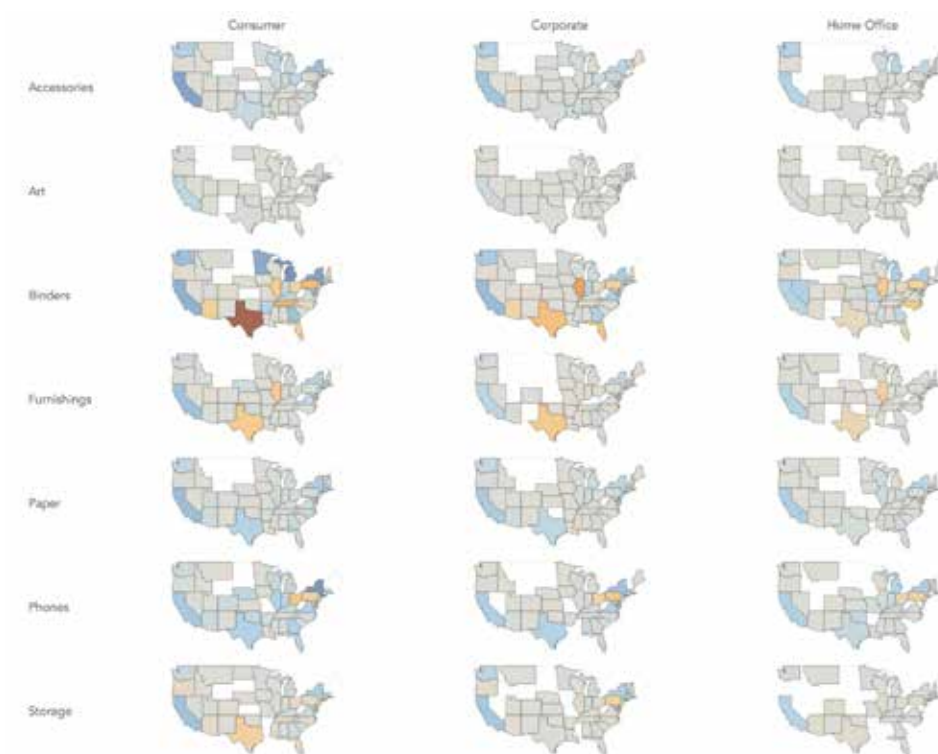 Consumer Corporate Home Office
Accessories
Art
Binders
Furnishings
Paper
Phones
Storage